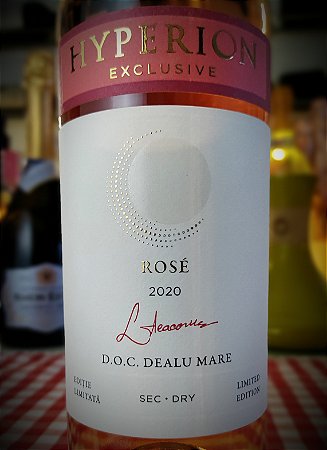 HYPERION
EXCLUSIVE
ROSÉ
2020
D.O.C. DEALU MARE
EDIȚIE
LIMITATĂ
SEC · DRY
LIMITED
EDITION